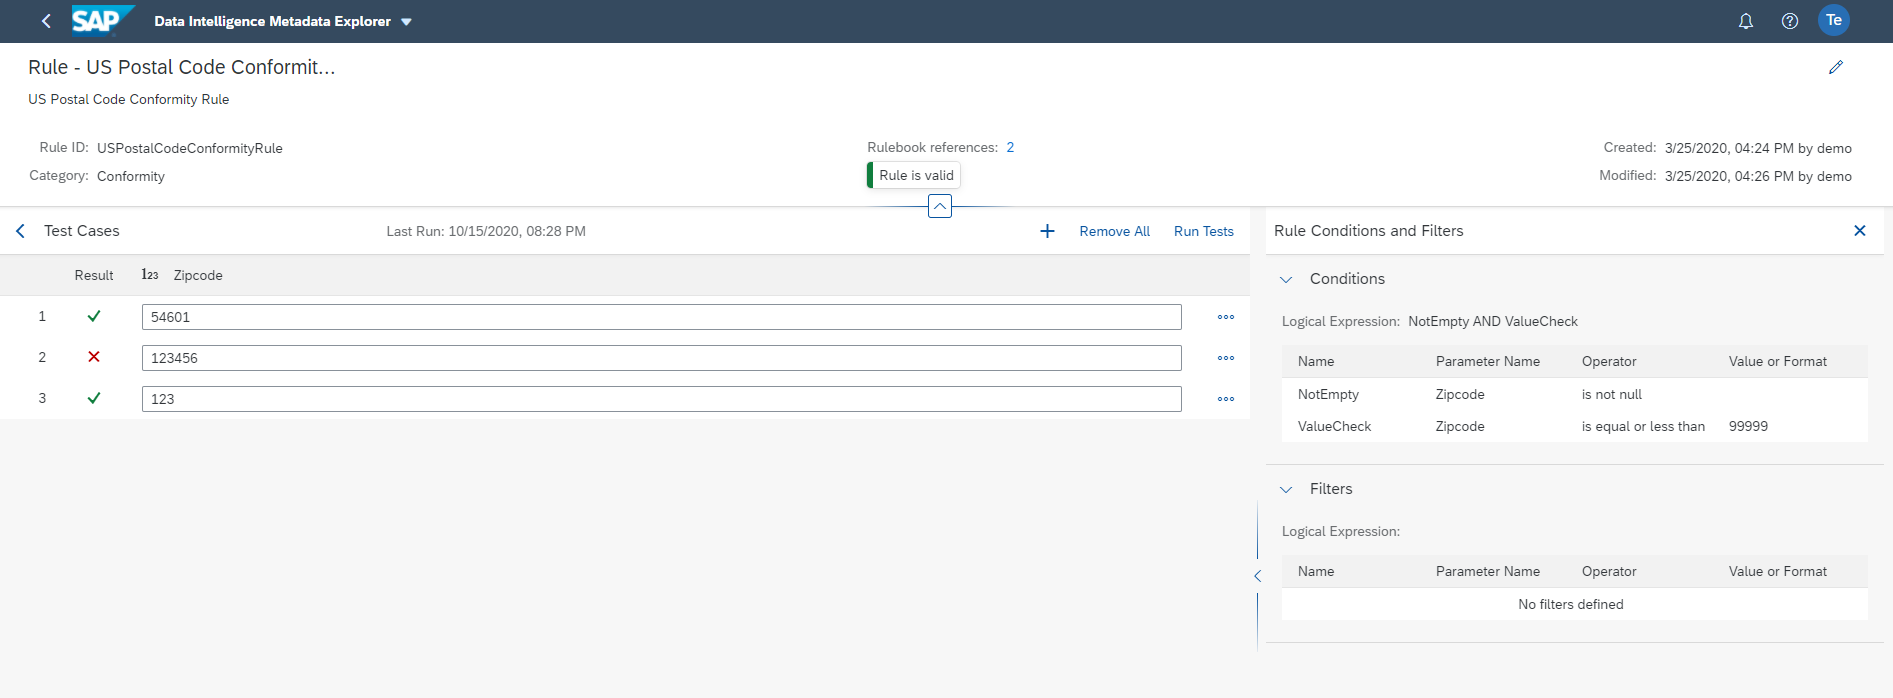 SAP Data Intelligence Metadata Explorer Te
Rule - US Postal Code Conformit...
US Postal Code Conformity Rule
Rule ID: USPostalCodeConformityRule Rulebook references: 2 Created: 3/25/2020, 04:24 PM by demo
Category: Conformity Rule is valid Modified: 3/25/2020, 04:26 PM by demo
Test Cases Last Run: 10/15/2020, 08:28 PM Remove All Run Tests
Result 123 Zipcode
1 54601
2 123456
3 123
Rule Conditions and Filters
Conditions
Logical Expression: NotEmpty AND ValueCheck
Name Parameter Name Operator Value or Format
NotEmpty Zipcode is not null
ValueCheck Zipcode is equal or less than 99999
Filters
Logical Expression:
Name Parameter Name Operator Value or Format
No filters defined